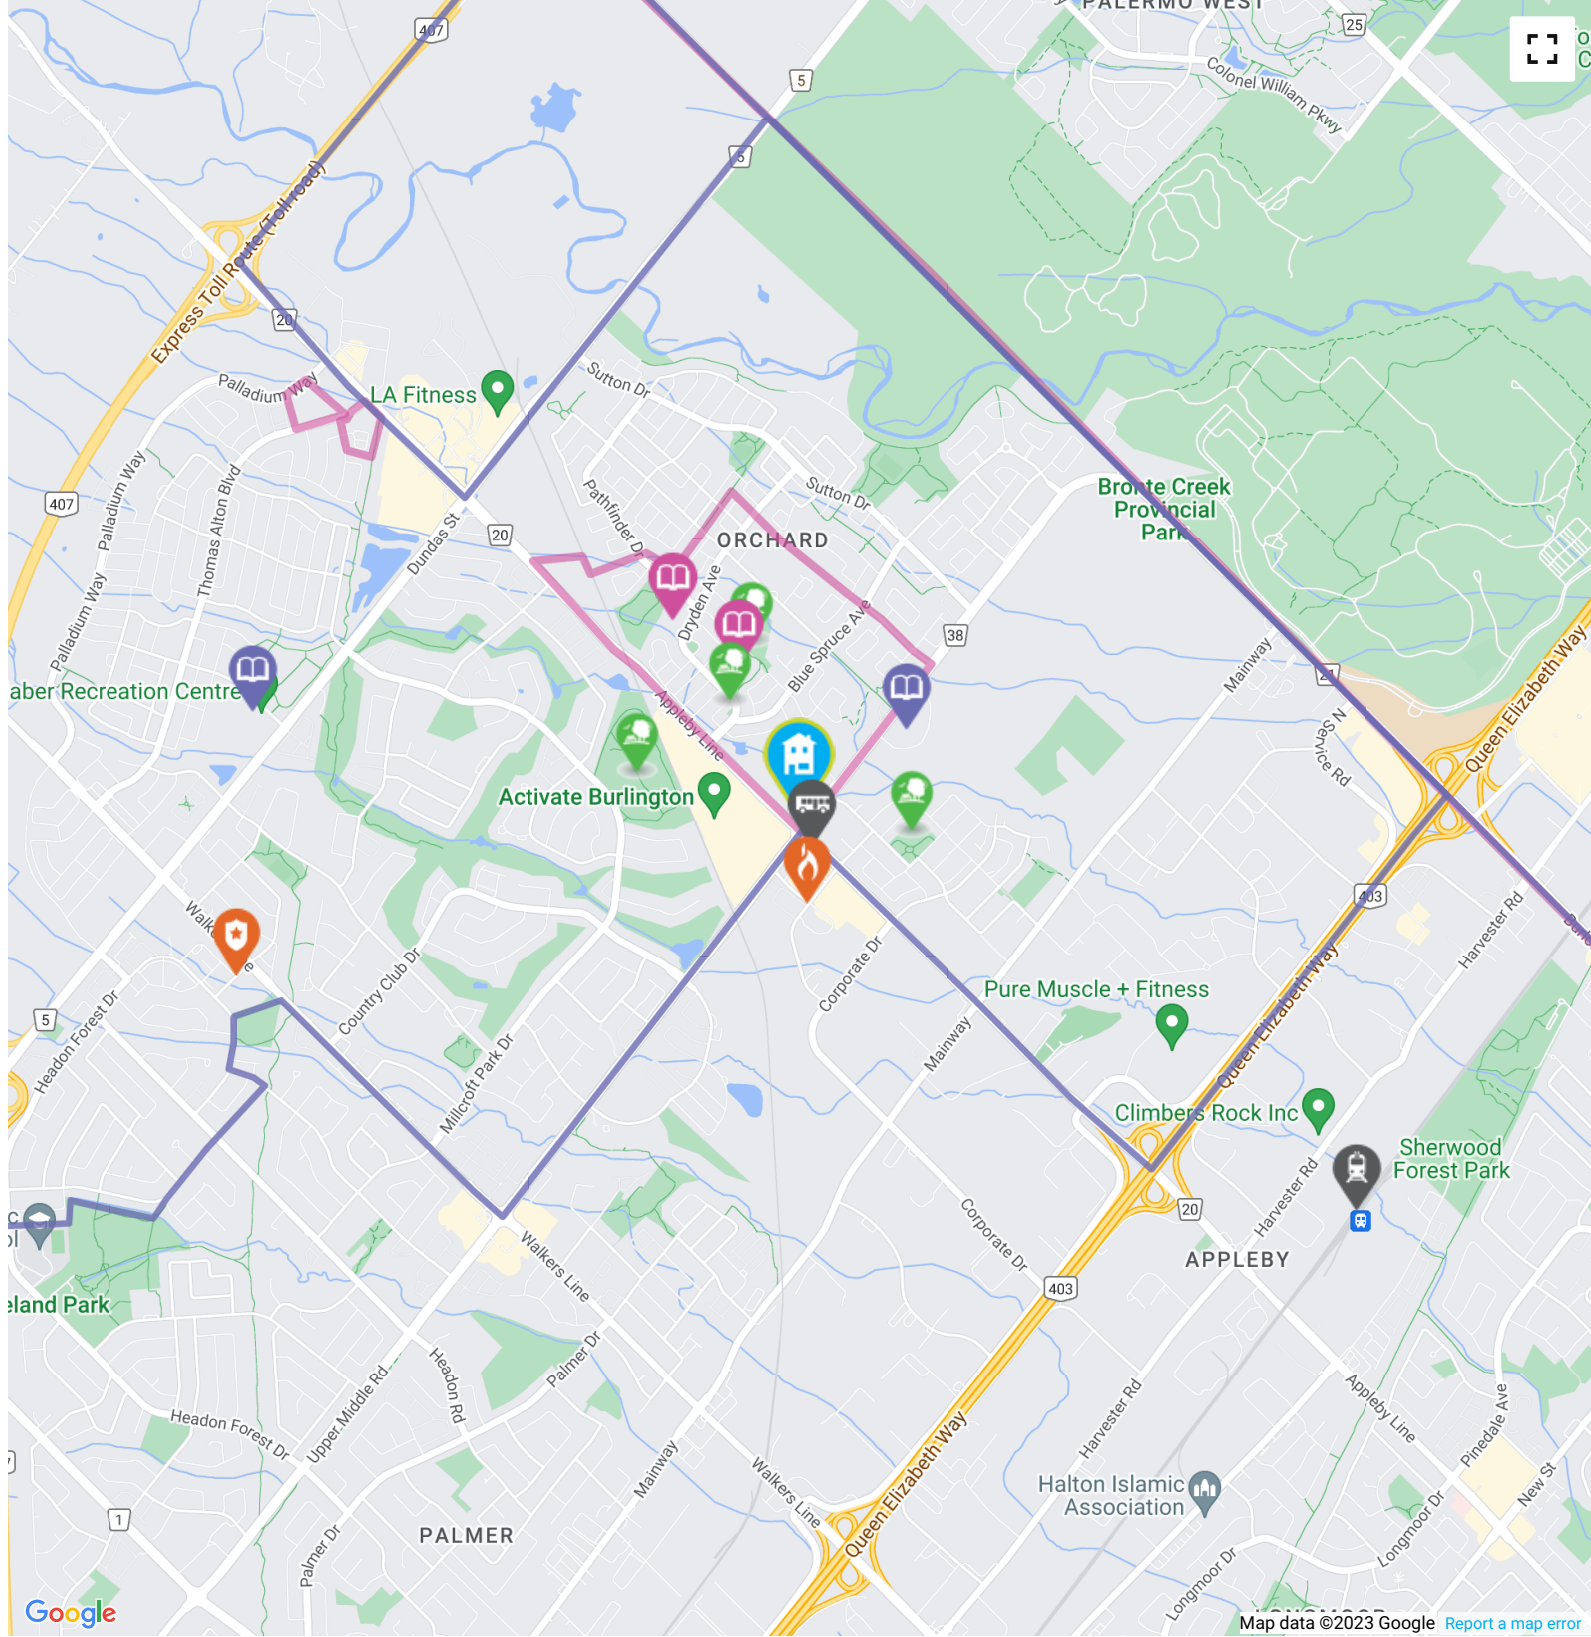 PALERMO WEST
407
25
5
Colonel William Pkwy
5
Express Toll Route (Toll road)
20
Palladium Way
LA Fitness
Sutton Dr
407
Palladium Way
Thomas Alton Blvd
Dundas St
20
Pathfinder Dr
Sutton Dr
ORCHARD
Bronte Creek
Provincial
Park
Palladium Way
Dryden Ave
Blue Spruce Ave
38
Mainway
21
Queen Elizabeth Way
aber Recreation Centre
Appleby Line
N Service Rd
Activate Burlington
403
Harvester Rd
Country Club Dr
Corporate Dr
Pure Muscle + Fitness
5
Headon Forest Dr
Millcroft Park Dr
Mainway
Queen Elizabeth Way
Climbers Rock Inc
Sherwood
Forest Park
Harvester Rd
20
Corporate Dr
APPLEBY
Walkers Line
eland Park
403
Palmer Dr
Headon Rd
Upper Middle Rd
Headon Forest Dr
Harvester Rd
Appleby Line
Pinedale Ave
Mainway
Walkers Line
Queen Elizabeth Way
Halton Islamic
Association
New St
1
PALMER
Palmer Dr
Longmoor Dr
Longmoor Dr
Google
Map data ©2023 Google
Report a map error